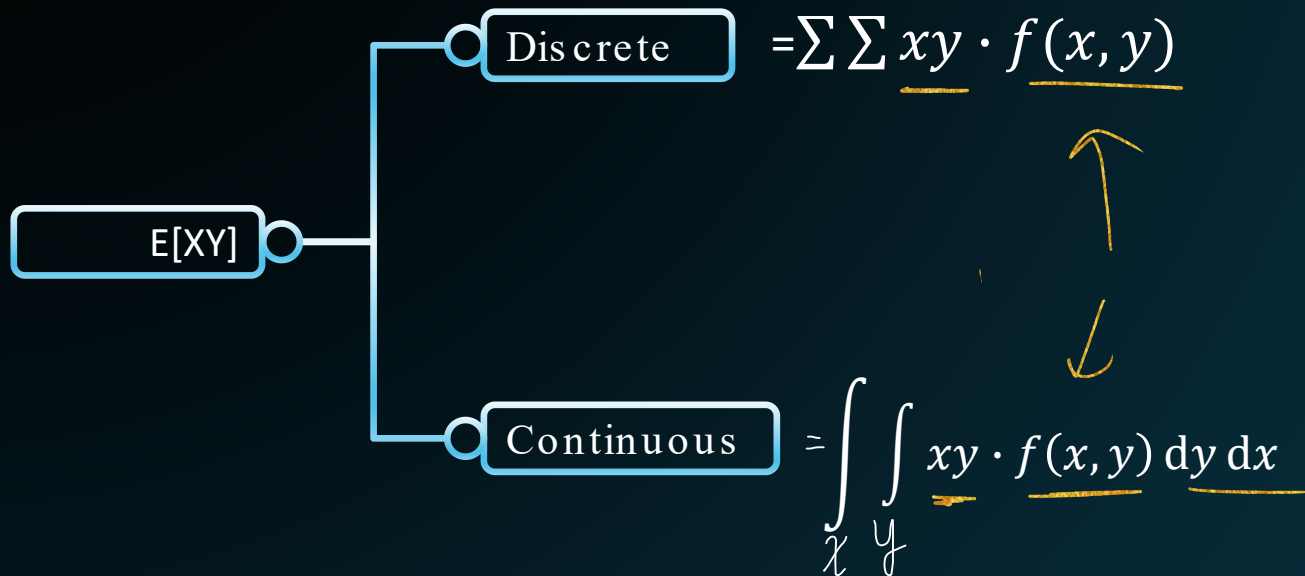 Discrete =∑ ∑ xy · f(x, y)
E[XY]
Continuous = ∫ ∫ xy · f(x, y) dy dx
x y